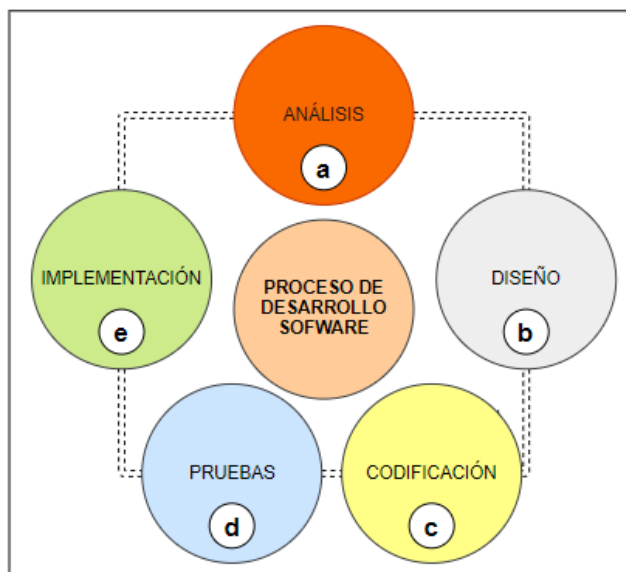 ANÁLISIS
a
IMPLEMENTACIÓN
e
PROCESO DE
DESARROLLO
SOFWARE
DISEÑO
b
PRUEBAS
d
CODIFICACIÓN
c